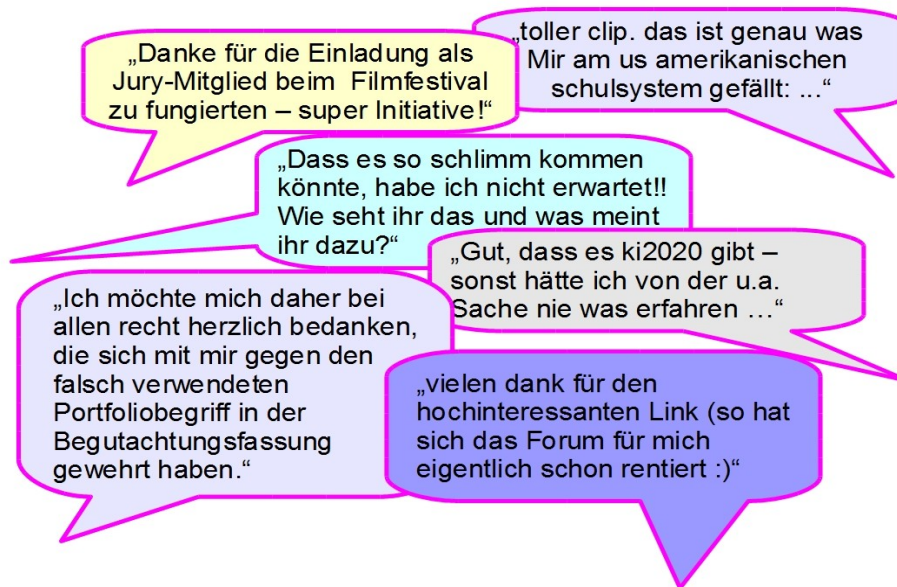 „Danke für die Einladung als
Jury-Mitglied beim Filmfestival
zu fungierten – super Initiative!“
„toller clip. das ist genau was
Mir am us amerikanischen
schulsystem gefällt: ...“
„Dass es so schlimm kommen
könnte, habe ich nicht erwartet!!
Wie seht ihr das und was meint
ihr dazu?“
„Gut, dass es ki2020 gibt –
sonst hätte ich von der u.a.
Sache nie was erfahren …“
„Ich möchte mich daher bei
allen recht herzlich bedanken,
die sich mit mir gegen den
falsch verwendeten
Portfoliobegriff in der
Begutachtungsfassung
gewehrt haben.“
„vielen dank für den
hochinteressanten Link (so hat
sich das Forum für mich
eigentlich schon rentiert :)“